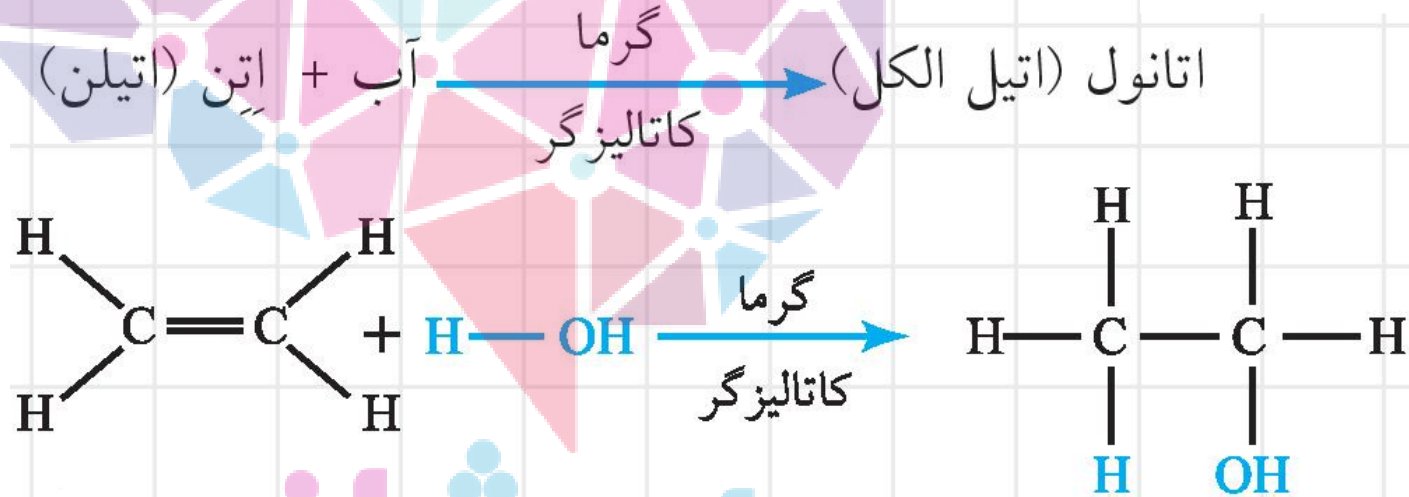 گرما
اِتِن (اتیلن) + آب ⟶ اتانول (اتیل الکل)
کاتالیزگر
H H H H
گرما
C=C + H—OH ⟶ H—C—C—H
کاتالیزگر
H H H OH